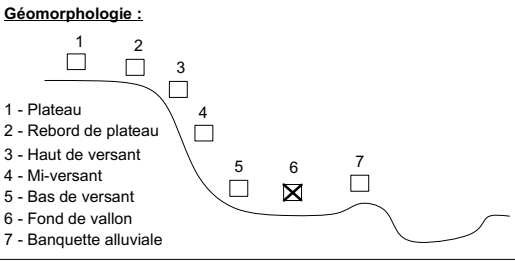 Géomorphologie :
1
2
3
4
5
6
7
1 - Plateau
2 - Rebord de plateau
3 - Haut de versant
4 - Mi-versant
5 - Bas de versant
6 - Fond de vallon
7 - Banquette alluviale